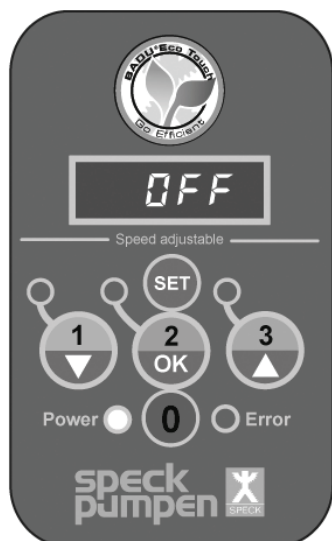 BADU®Eco Touch
Go Efficient
OFF
Speed adjustable
SET
1 2 3
OK
Power 0 Error
speck
pumpen
SPECK